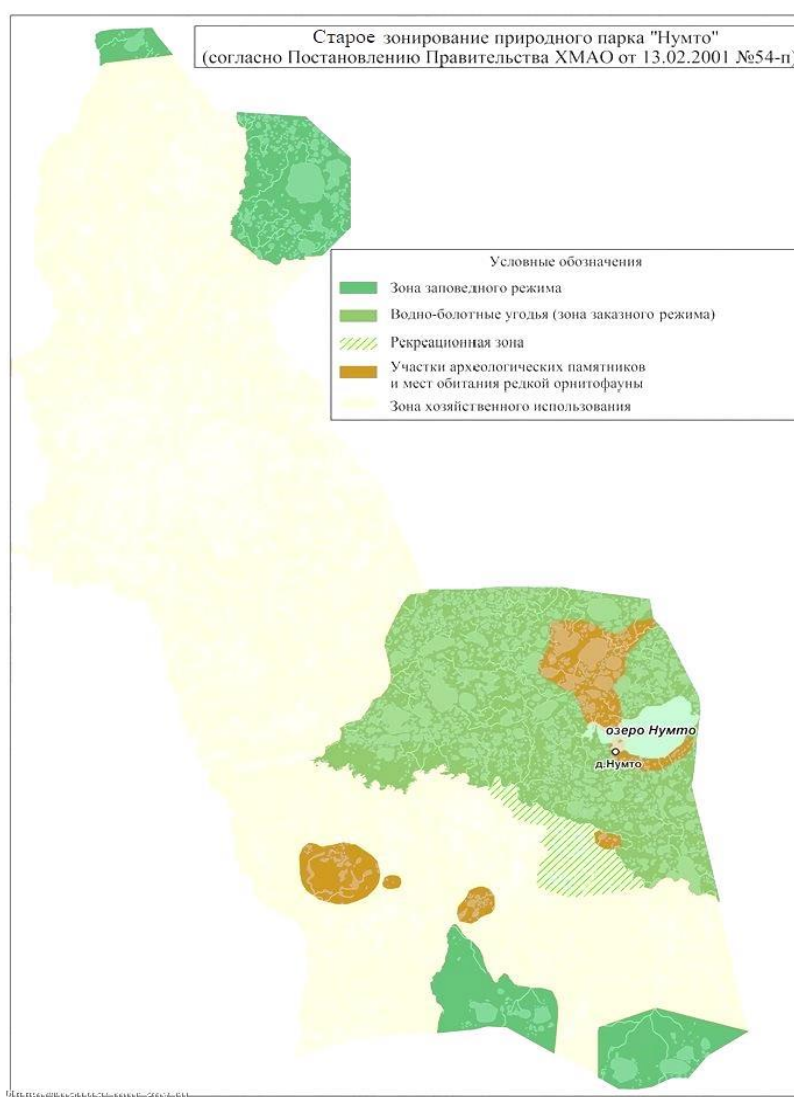 Старое зонирование природного парка "Нумто"
(согласно Постановлению Правительства ХМАО от 13.02.2001 №54-п)
Условные обозначения
Зона заповедного режима
Водно-болотные угодья (зона заказного режима)
Рекреационная зона
Участки археологических памятников
и мест обитания редкой орнитофауны
Зона хозяйственного использования
озеро Нумто
д.Нумто